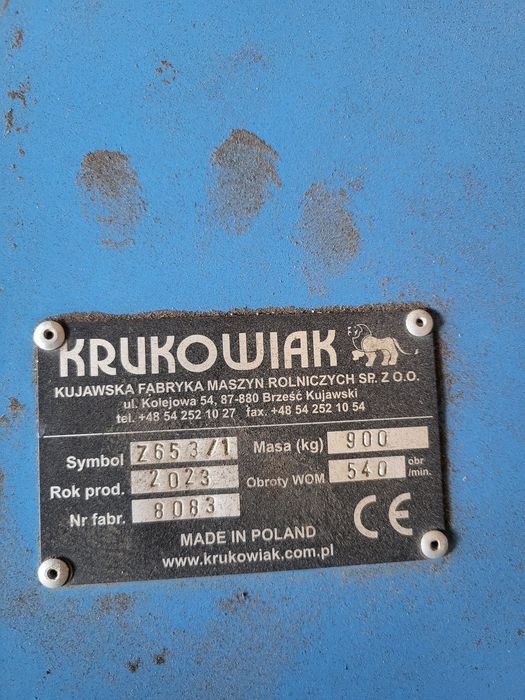 KRUKOWIAK
KUJAWSKA FABRYKA MASZYN ROLNICZYCH SP. Z O.O.
ul. Kolejowa 54, 87-880 Brześć Kujawski
tel. +48 54 252 10 27 fax. +48 54 252 10 54
Symbol Z653/1 Masa (kg) 900
Rok prod. 2023 Obroty WOM 540 obr/min.
Nr fabr. 8083 CE
MADE IN POLAND
www.krukowiak.com.pl